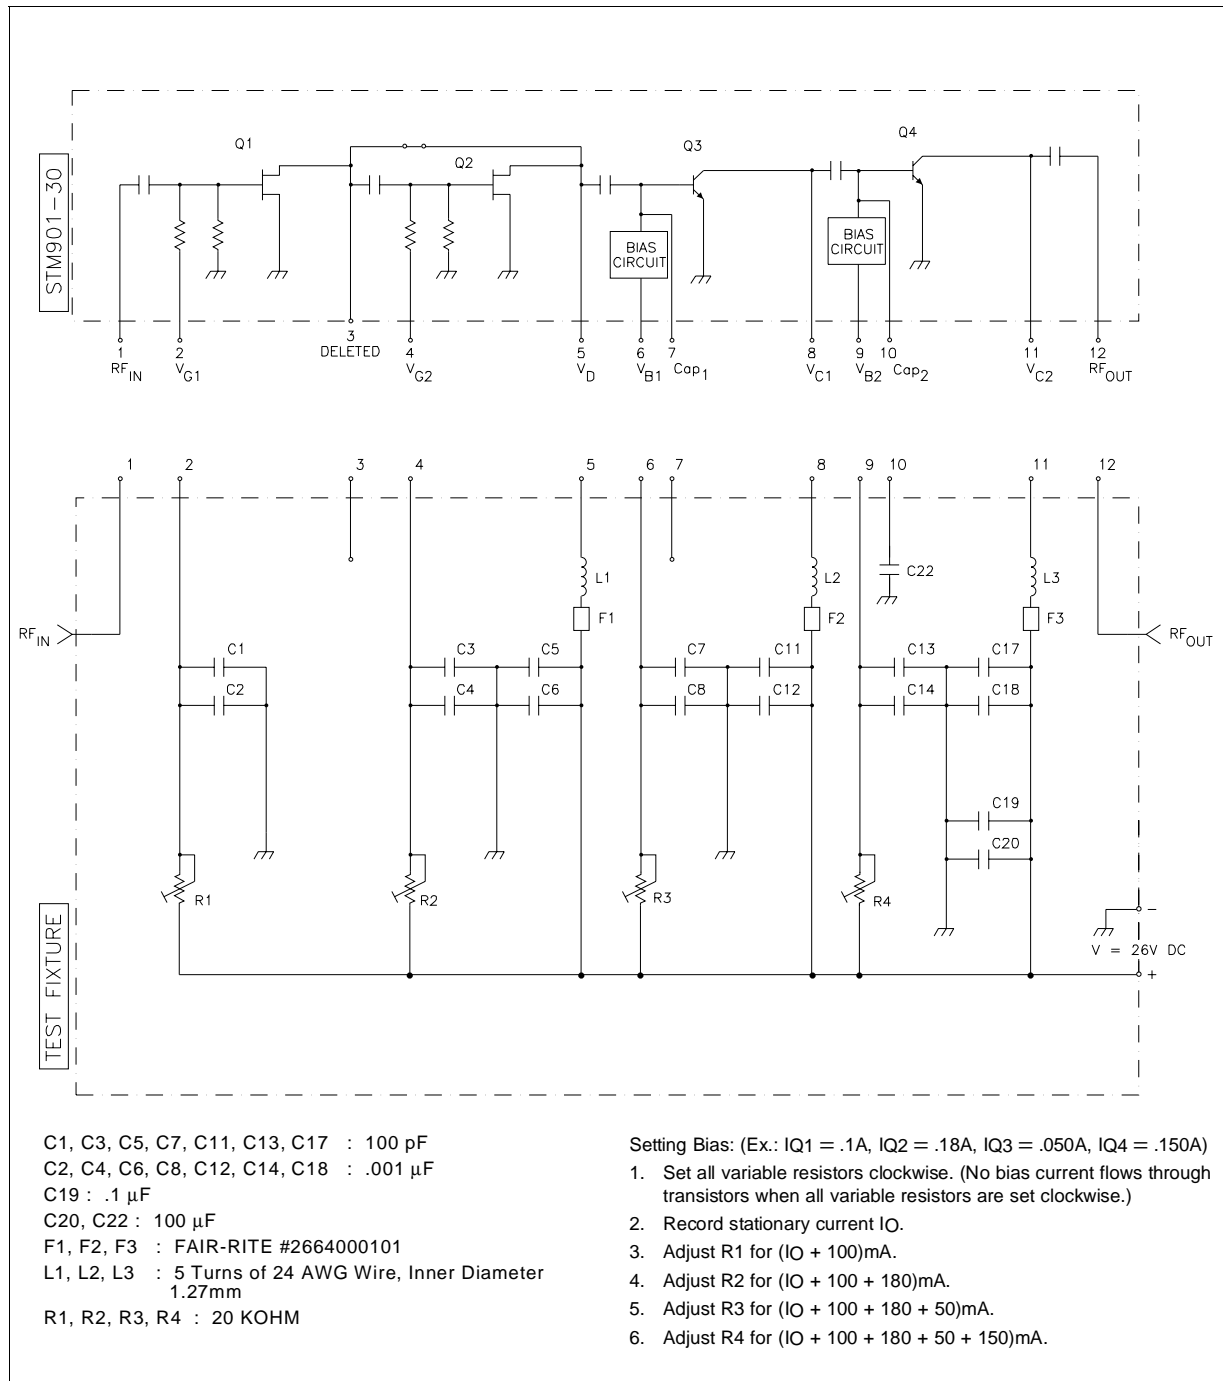 STM901-30
Q1
Q2
Q3
Q4
BIAS
CIRCUIT
BIAS
CIRCUIT
1
RFIN
2
VG1
3
DELETED
4
VG2
5
VD
6
VB1
7
Cap1
8
VC1
9
VB2
10
Cap2
11
VC2
12
RFOUT
1 2 3 4 5 6 7 8 9 10 11 12
L1
F1
L2
F2
C22
L3
F3
RFIN
RFOUT
C1
C2
C3
C4
C5
C6
C7
C8
C11
C12
C13
C14
C17
C18
C19
C20
R1
R2
R3
R4
−
V = 26V DC
+
TEST FIXTURE
C1, C3, C5, C7, C11, C13, C17 : 100 pF
C2, C4, C6, C8, C12, C14, C18 : .001 µF
C19 : .1 µF
C20, C22 : 100 µF
F1, F2, F3 : FAIR-RITE #2664000101
L1, L2, L3 : 5 Turns of 24 AWG Wire, Inner Diameter
1.27mm
R1, R2, R3, R4 : 20 KOHM
Setting Bias: (Ex.: IQ1 = .1A, IQ2 = .18A, IQ3 = .050A, IQ4 = .150A)
1. Set all variable resistors clockwise. (No bias current flows through
transistors when all variable resistors are set clockwise.)
2. Record stationary current IO.
3. Adjust R1 for (IO + 100)mA.
4. Adjust R2 for (IO + 100 + 180)mA.
5. Adjust R3 for (IO + 100 + 180 + 50)mA.
6. Adjust R4 for (IO + 100 + 180 + 50 + 150)mA.